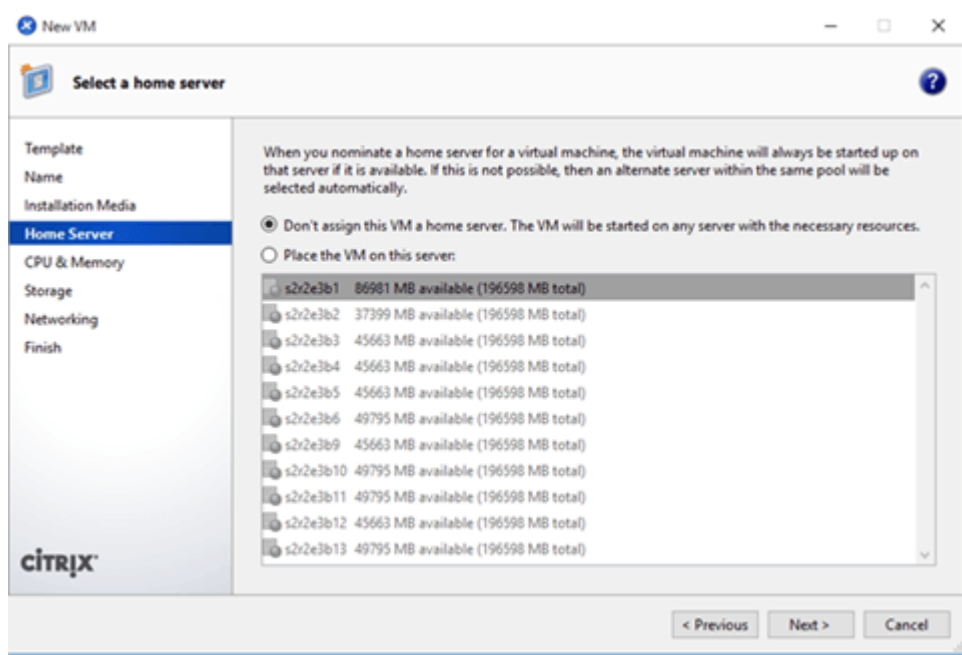 New VM
Select a home server
Template
Name
Installation Media
Home Server
CPU & Memory
Storage
Networking
Finish
CITRIX
When you nominate a home server for a virtual machine, the virtual machine will always be started up on
that server if it is available. If this is not possible, then an alternate server within the same pool will be
selected automatically.
Don't assign this VM a home server. The VM will be started on any server with the necessary resources.
Place the VM on this server:
s2r2e3b1 86981 MB available (196598 MB total)
s2r2e3b2 37399 MB available (196598 MB total)
s2r2e3b3 45663 MB available (196598 MB total)
s2r2e3b4 45663 MB available (196598 MB total)
s2r2e3b5 45663 MB available (196598 MB total)
s2r2e3b6 49795 MB available (196598 MB total)
s2r2e3b9 45663 MB available (196598 MB total)
s2r2e3b10 49795 MB available (196598 MB total)
s2r2e3b11 49795 MB available (196598 MB total)
s2r2e3b12 45663 MB available (196598 MB total)
s2r2e3b13 49795 MB available (196598 MB total)
< Previous
Next >
Cancel